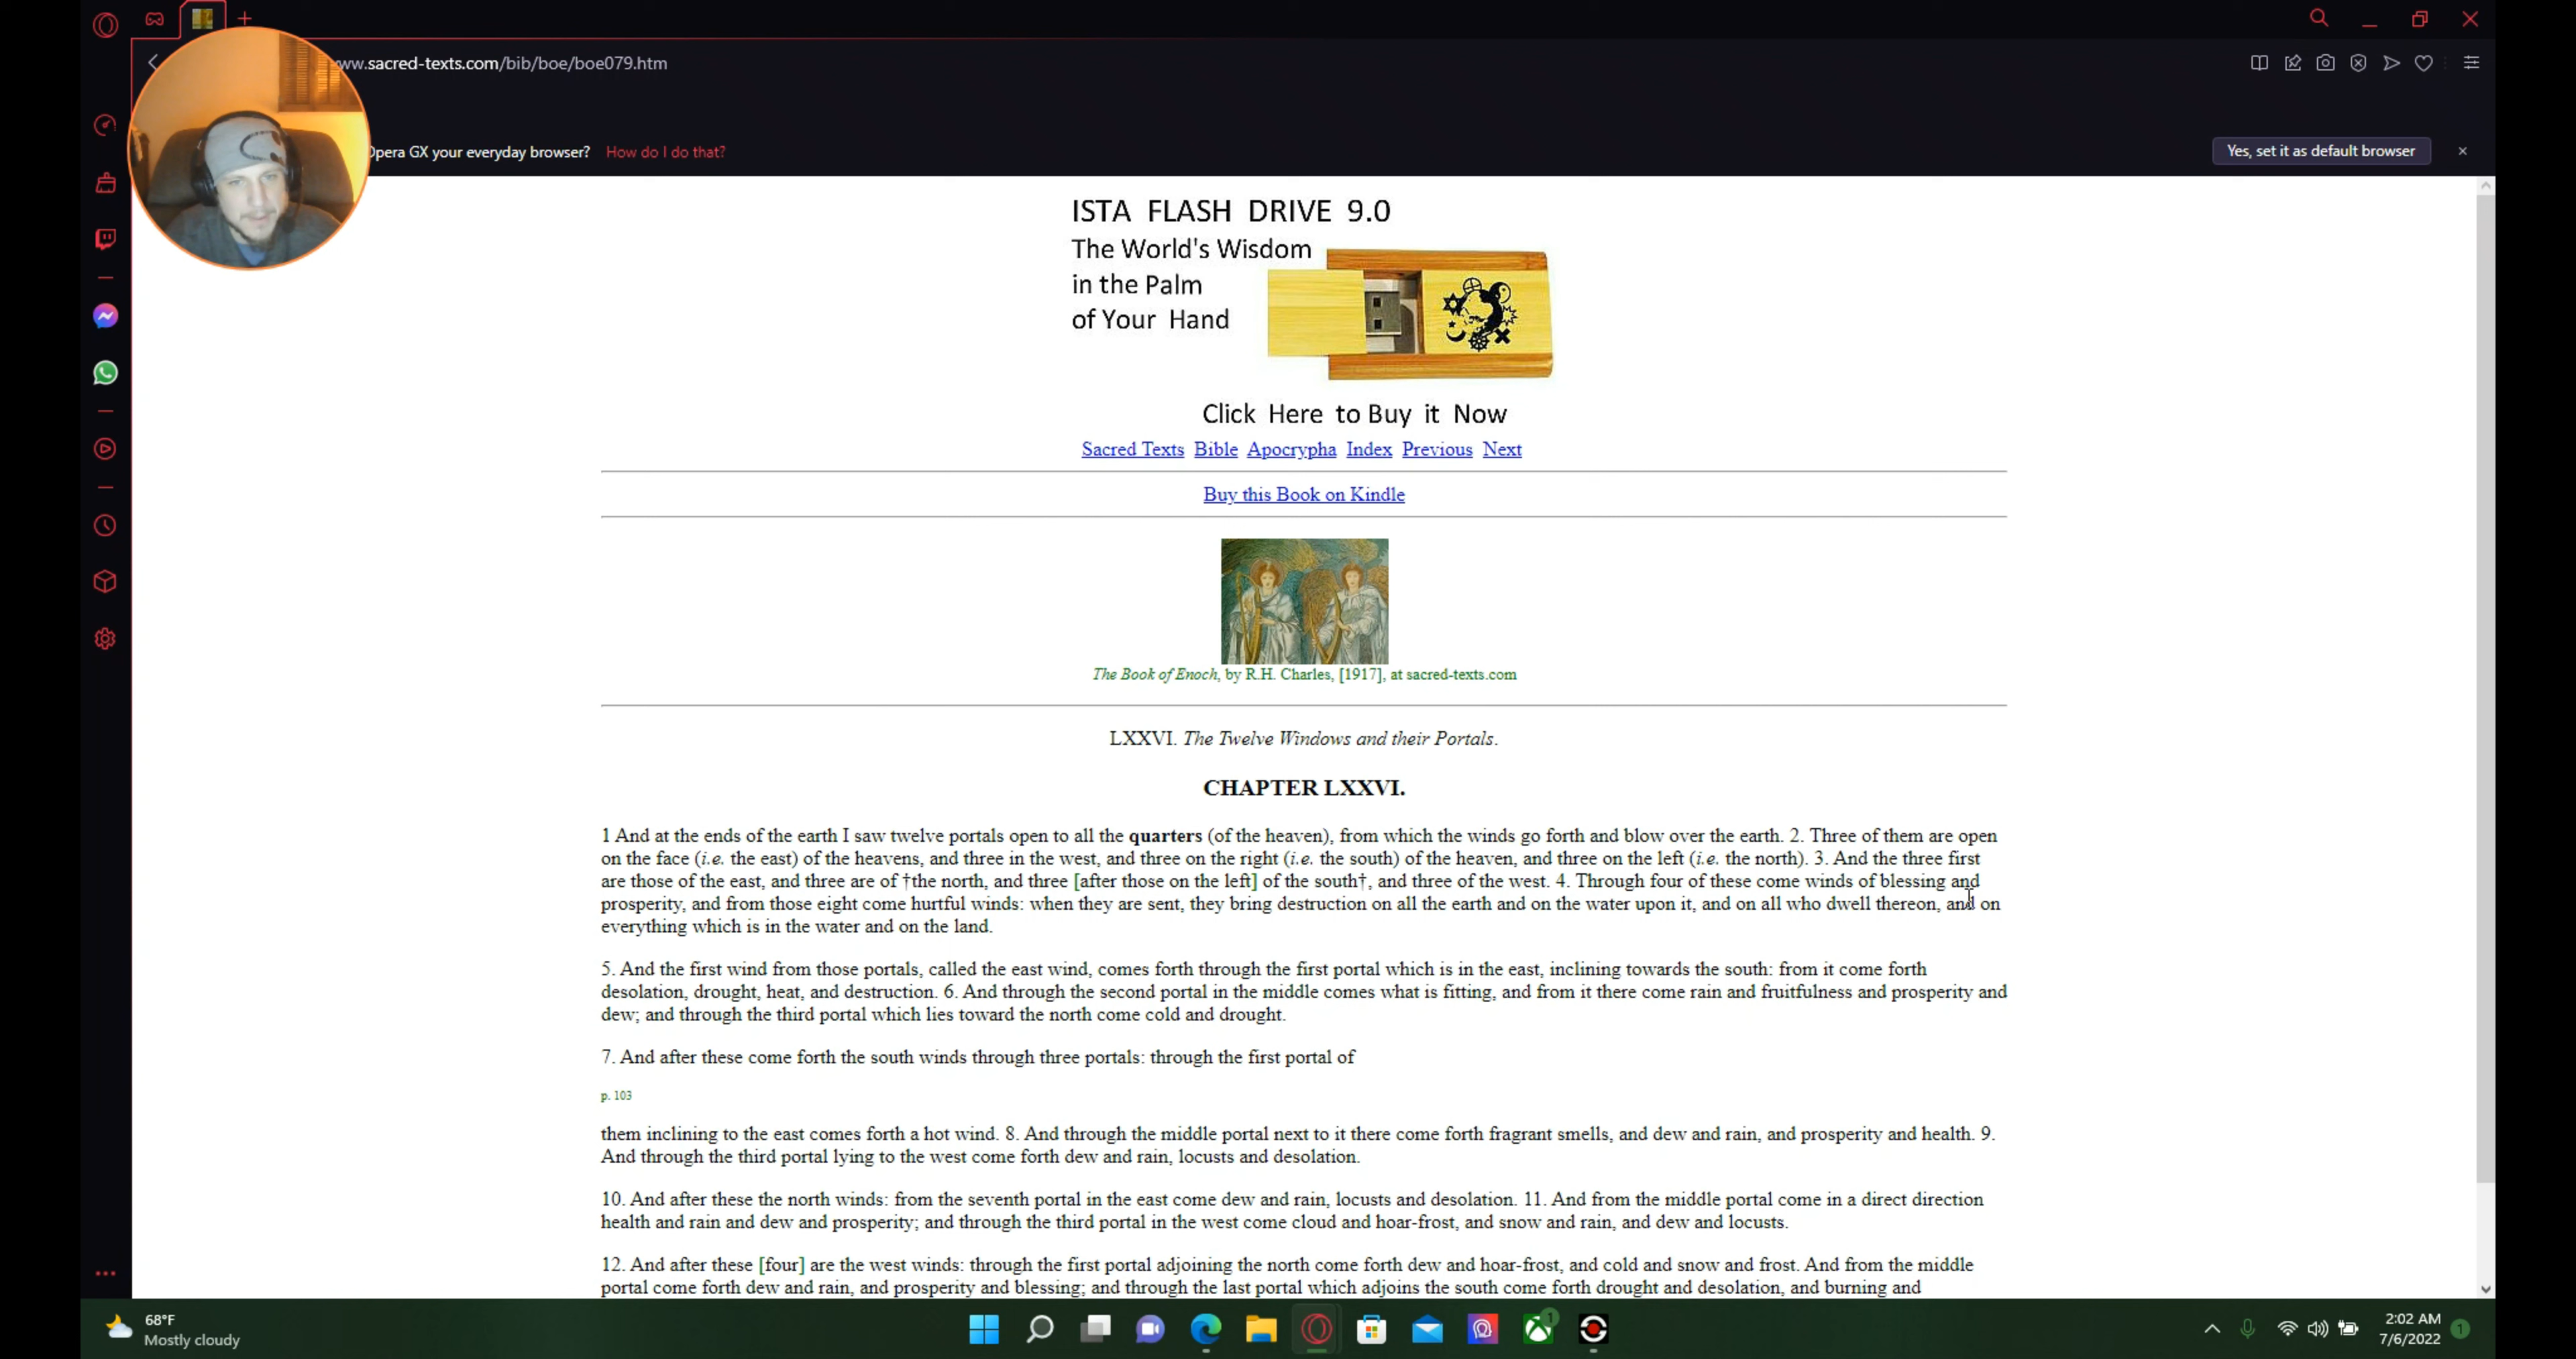 ww.sacred-texts.com/bib/boe/boe079.htm
Opera GX your everyday browser? How do I do that?
Yes, set it as default browser
ISTA FLASH DRIVE 9.0
The World's Wisdom
in the Palm
of Your Hand
Click Here to Buy it Now
Sacred Texts Bible Apocrypha Index Previous Next
Buy this Book on Kindle
The Book of Enoch, by R.H. Charles, [1917], at sacred-texts.com
LXXVI. The Twelve Windows and their Portals.
CHAPTER LXXVI.
1 And at the ends of the earth I saw twelve portals open to all the quarters (of the heaven), from which the winds go forth and blow over the earth. 2. Three of them are open
on the face (i.e. the east) of the heavens, and three in the west, and three on the right (i.e. the south) of the heaven, and three on the left (i.e. the north). 3. And the three first
are those of the east, and three are of †the north, and three [after those on the left] of the south†, and three of the west. 4. Through four of these come winds of blessing and
prosperity, and from those eight come hurtful winds: when they are sent, they bring destruction on all the earth and on the water upon it, and on all who dwell thereon, and on
everything which is in the water and on the land.
5. And the first wind from those portals, called the east wind, comes forth through the first portal which is in the east, inclining towards the south: from it come forth
desolation, drought, heat, and destruction. 6. And through the second portal in the middle comes what is fitting, and from it there come rain and fruitfulness and prosperity and
dew; and through the third portal which lies toward the north come cold and drought.
7. And after these come forth the south winds through three portals: through the first portal of
p. 103
them inclining to the east comes forth a hot wind. 8. And through the middle portal next to it there come forth fragrant smells, and dew and rain, and prosperity and health. 9.
And through the third portal lying to the west come forth dew and rain, locusts and desolation.
10. And after these the north winds: from the seventh portal in the east come dew and rain, locusts and desolation. 11. And from the middle portal come in a direct direction
health and rain and dew and prosperity; and through the third portal in the west come cloud and hoar-frost, and snow and rain, and dew and locusts.
12. And after these [four] are the west winds: through the first portal adjoining the north come forth dew and hoar-frost, and cold and snow and frost. And from the middle
portal come forth dew and rain, and prosperity and blessing; and through the last portal which adjoins the south come forth drought and desolation, and burning and
68°F
Mostly cloudy
1
2:02 AM
7/6/2022
1